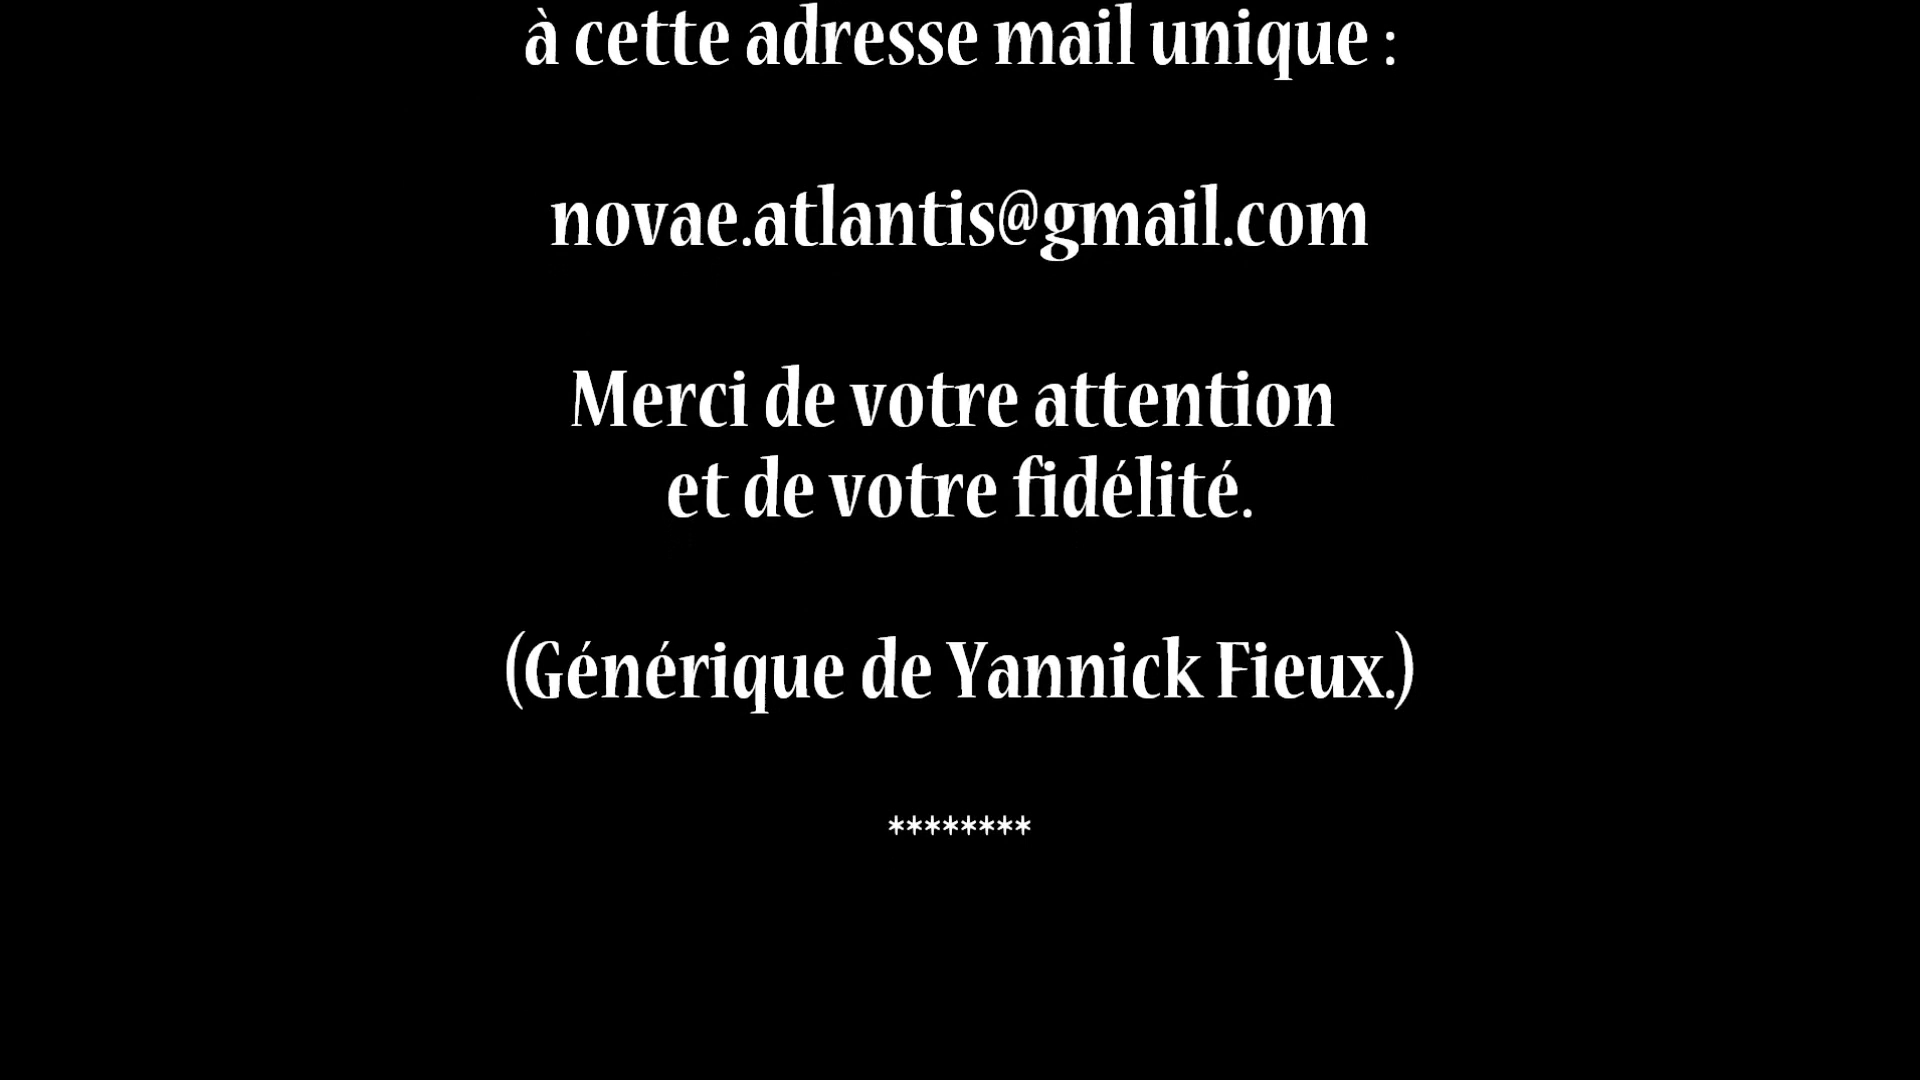 à cette adresse mail unique :
novae.atlantis@gmail.com
Merci de votre attention
et de votre fidélité.
(Générique de Yannick Fieux.)
********